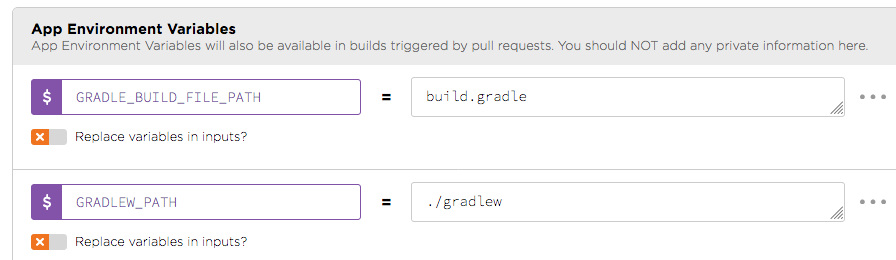 App Environment Variables
App Environment Variables will also be available in builds triggered by pull requests. You should NOT add any private information here.
$ GRADLE_BUILD_FILE_PATH = build.gradle
Replace variables in inputs?
$ GRADLEW_PATH = ./gradlew
Replace variables in inputs?